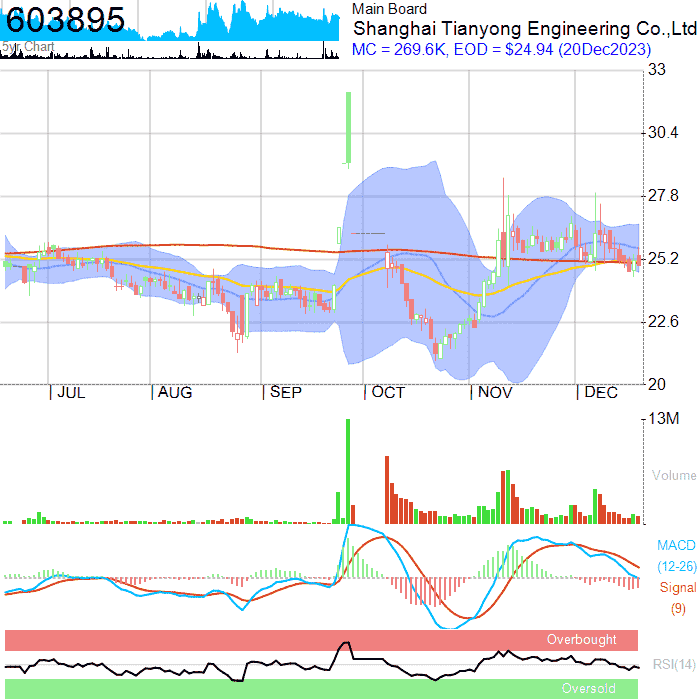 603895
5yr Chart
Main Board
Shanghai Tianyong Engineering Co.,Ltd
MC = 269.6K, EOD = $24.94 (20Dec2023)
33
30.4
27.8
25.2
22.6
20
JUL AUG SEP OCT NOV DEC
13M
Volume
MACD
(12-26)
Signal
(9)
Overbought
RSI(14)
Oversold